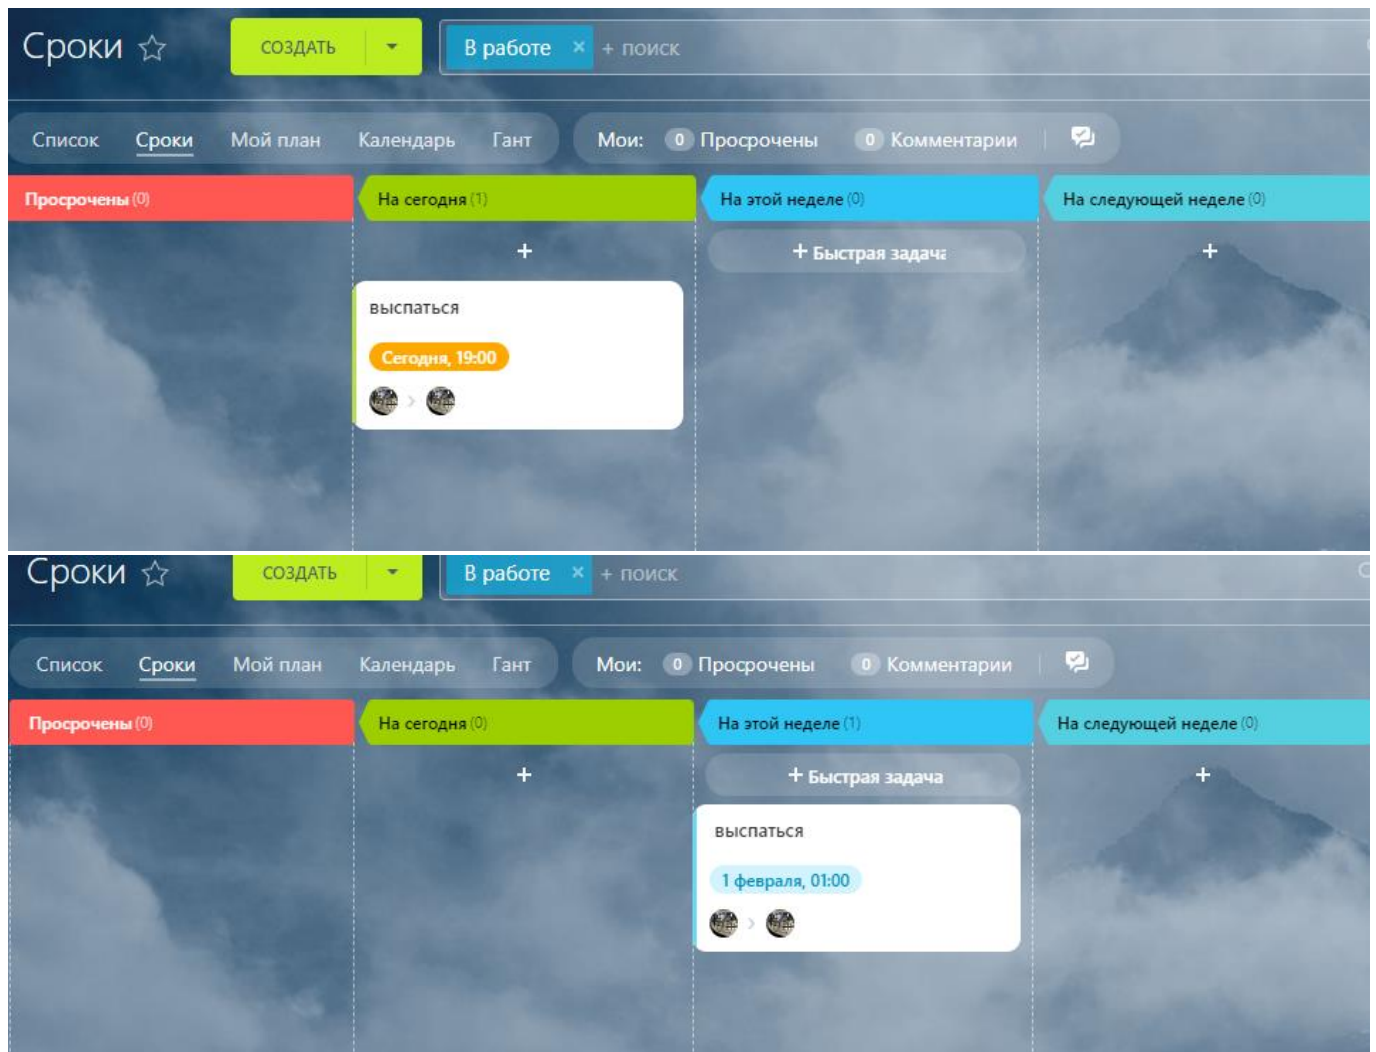 Сроки СОЗДАТЬ В работе × + поиск
Список Сроки Мой план Календарь Гант Мои: 0 Просрочены 0 Комментарии
Просрочены (0) На сегодня (1) На этой неделе (0) На следующей неделе (0)
+ + Быстрая задача +
выспаться
Сегодня, 19:00
Сроки СОЗДАТЬ В работе × + поиск
Список Сроки Мой план Календарь Гант Мои: 0 Просрочены 0 Комментарии
Просрочены (0) На сегодня (0) На этой неделе (1) На следующей неделе (0)
+ + Быстрая задача +
выспаться
1 февраля, 01:00